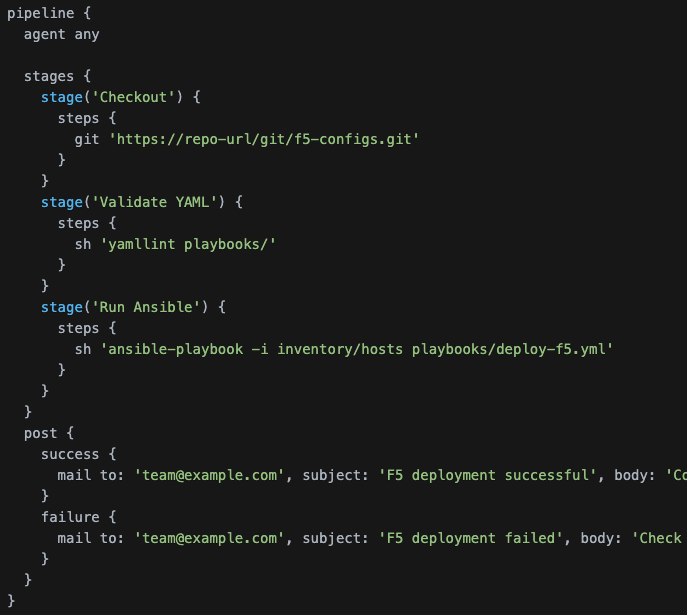 pipeline {
  agent any

  stages {
    stage('Checkout') {
      steps {
        git 'https://repo-url/git/f5-configs.git'
      }
    }
    stage('Validate YAML') {
      steps {
        sh 'yamllint playbooks/'
      }
    }
    stage('Run Ansible') {
      steps {
        sh 'ansible-playbook -i inventory/hosts playbooks/deploy-f5.yml'
      }
    }
  }
  post {
    success {
      mail to: 'team@example.com', subject: 'F5 deployment successful', body: 'Co
    }
    failure {
      mail to: 'team@example.com', subject: 'F5 deployment failed', body: 'Check
    }
  }
}